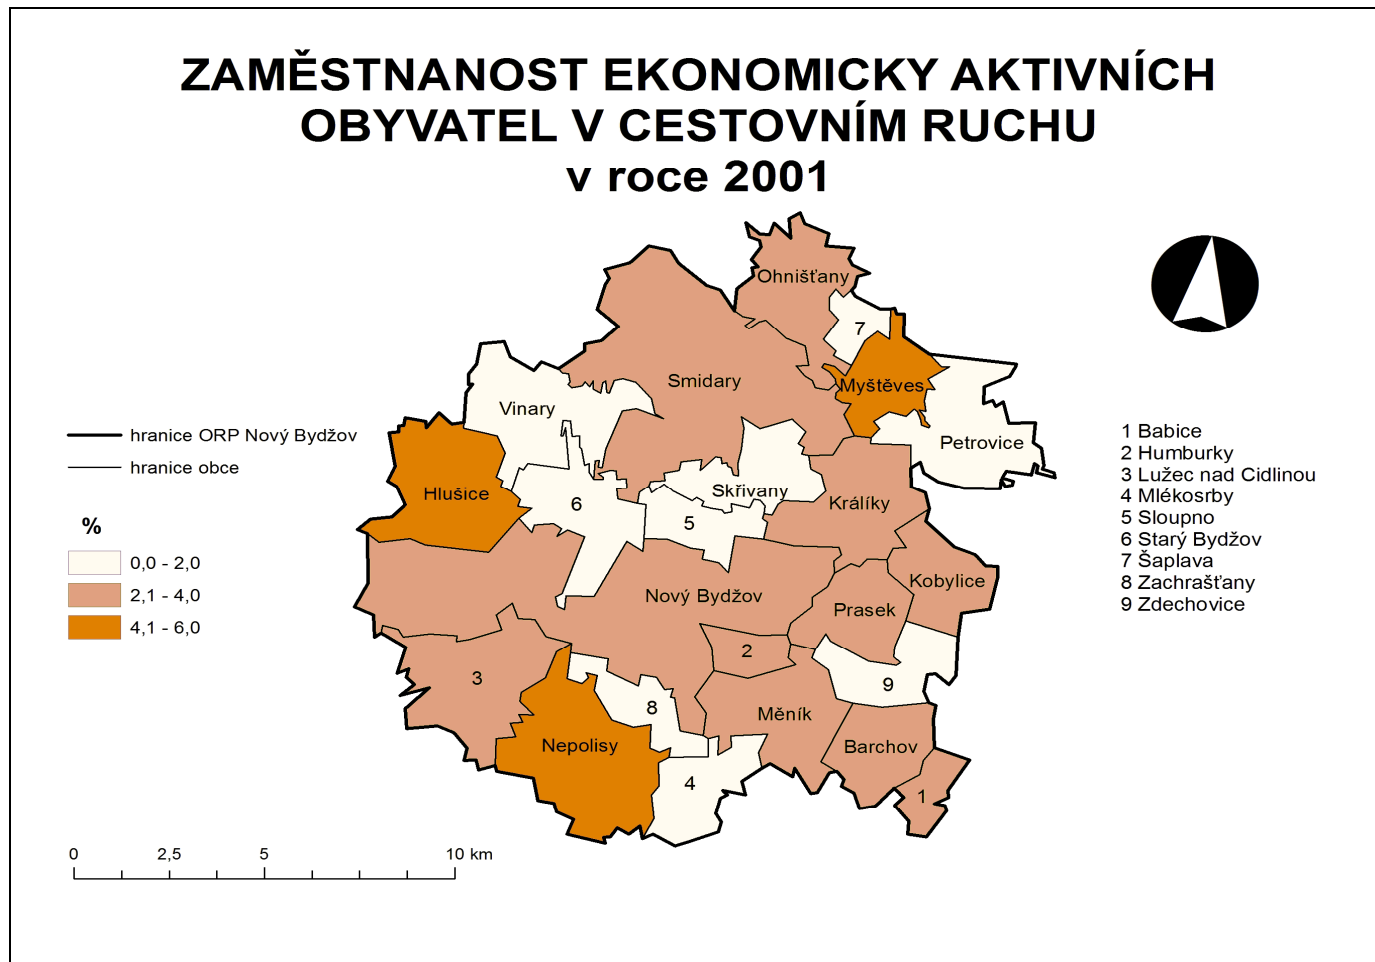 ZAMĚSTNANOST EKONOMICKY AKTIVNÍCH
OBYVATEL V CESTOVNÍM RUCHU
v roce 2001
Ohnišťany
7
Myštěves
Smidary
Vinary
Petrovice
hranice ORP Nový Bydžov
hranice obce
Hlušice
Skřivany
Králíky
6
5
%
0,0 - 2,0
2,1 - 4,0
4,1 - 6,0
Nový Bydžov
Kobylice
Prasek
2
3
9
8
Měník
Nepolisy
Barchov
4
1
1 Babice
2 Humburky
3 Lužec nad Cidlinou
4 Mlékosrby
5 Sloupno
6 Starý Bydžov
7 Šaplava
8 Zachrašťany
9 Zdechovice
0 2,5 5 10 km